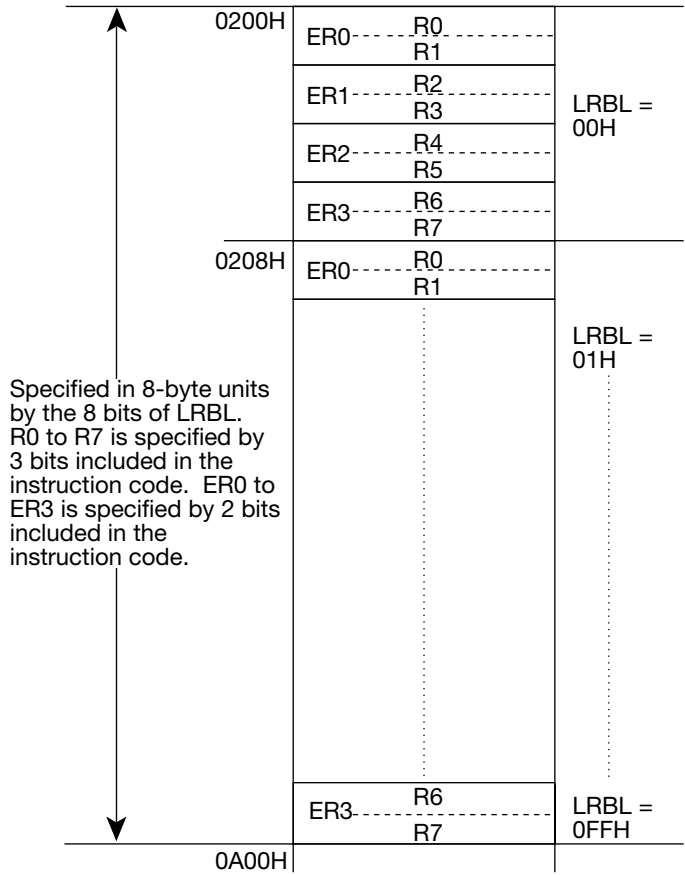 0200H
ER0
R0
R1
ER1
R2
R3
ER2
R4
R5
ER3
R6
R7
LRBL =
00H
0208H
ER0
R0
R1
LRBL =
01H
Specified in 8-byte units
by the 8 bits of LRBL.
R0 to R7 is specified by
3 bits included in the
instruction code.  ER0 to
ER3 is specified by 2 bits
included in the
instruction code.
ER3
R6
R7
LRBL =
0FFH
0A00H